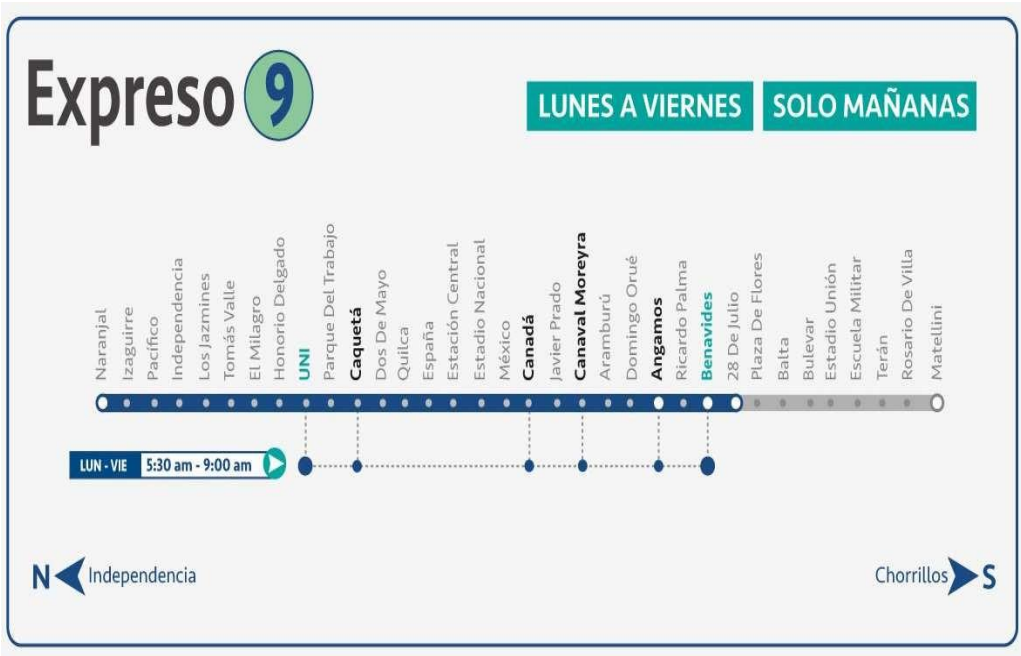 Expreso 9
LUNES A VIERNES
SOLO MAÑANAS
Naranjal
Izaguirre
Pacífico
Independencia
Los Jazmines
Tomás Valle
El Milagro
Honorio Delgado
UNI
Parque Del Trabajo
Caquetá
Dos De Mayo
Quilca
España
Estación Central
Estadio Nacional
México
Canadá
Javier Prado
Canaval Moreyra
Aramburú
Domingo Orué
Angamos
Ricardo Palma
Benavides
28 De Julio
Plaza De Flores
Balta
Bulevar
Estadio Unión
Escuela Militar
Terán
Rosario De Villa
Matellini
LUN - VIE 5:30 am - 9:00 am
N Independencia
Chorrillos S